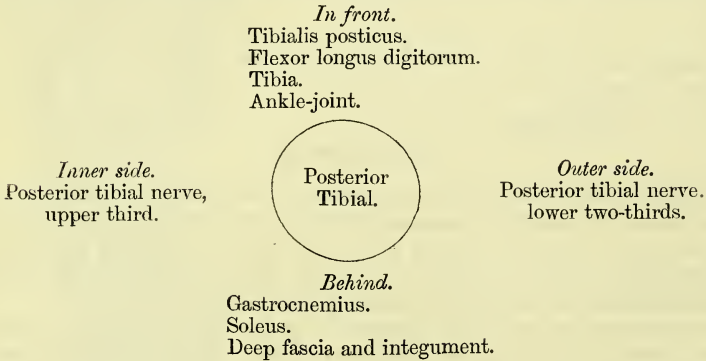 In front.
Tibialis posticus.
Flexor longus digitorum.
Tibia.
Ankle-joint.
Inner side.
Posterior tibial nerve,
upper third.
Posterior
Tibial.
Outer side.
Posterior tibial nerve.
lower two-thirds.
Behind.
Gastrocnemius.
Soleus.
Deep fascia and integument.